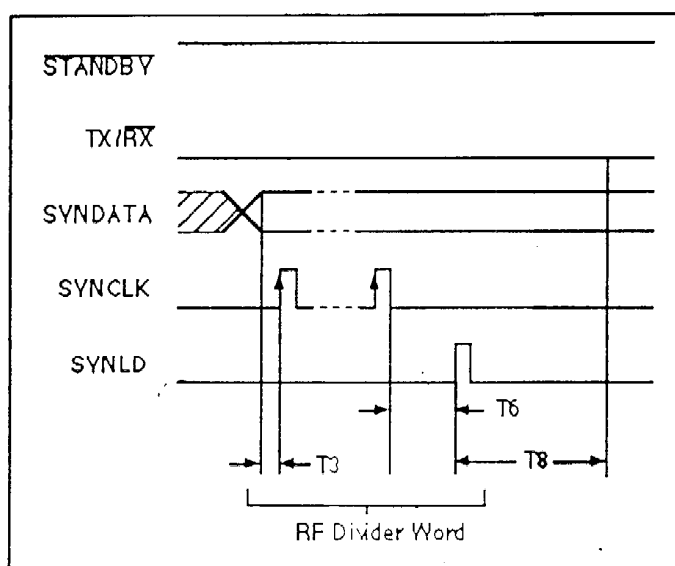 STANDBY
TX/RX
SYNDATA
SYNCLK
SYNLD
T6
T3
T8
RF Divider Word